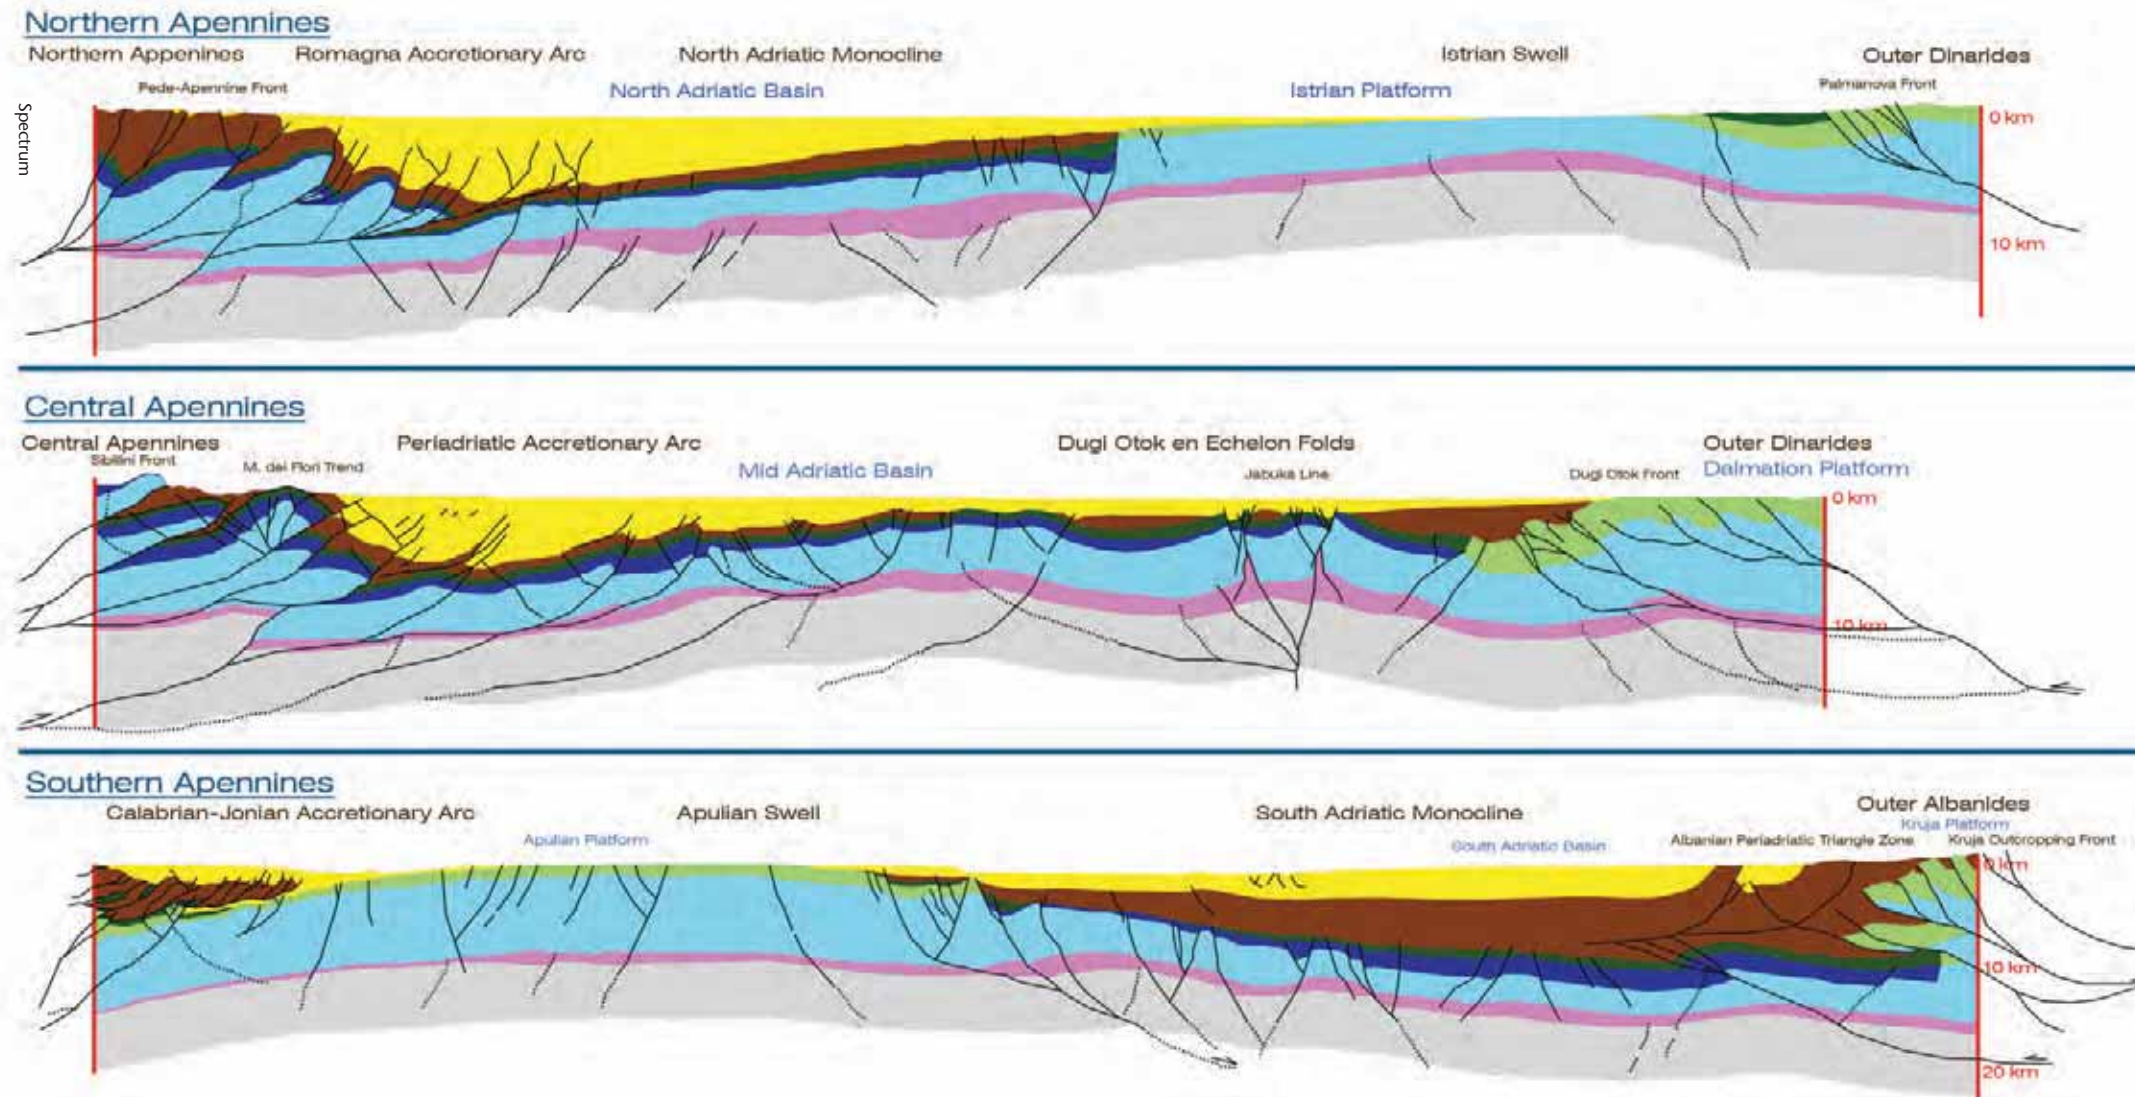 Northern Apennines
Northern Appenines Romagna Accretionary Arc North Adriatic Monocline Istrian Swell Outer Dinarides
Pede-Apennine Front North Adriatic Basin Istrian Platform Palmanova Front
Spectrum
0 km
10 km
Central Apennines
Central Apennines Periadriatic Accretionary Arc Dugi Otok en Echelon Folds Outer Dinarides
Sibillini Front M. dei Fiori Trend Mid Adriatic Basin Jabuka Line Dugi Otok Front Dalmation Platform
0 km
10 km
Southern Apennines
Calabrian-Jonian Accretionary Arc Apulian Swell South Adriatic Monocline Outer Albanides
Kruja Platform
Apulian Platform South Adriatic Basin Albanian Periadriatic Triangle Zone Kruja Outcropping Front
0 km
10 km
20 km